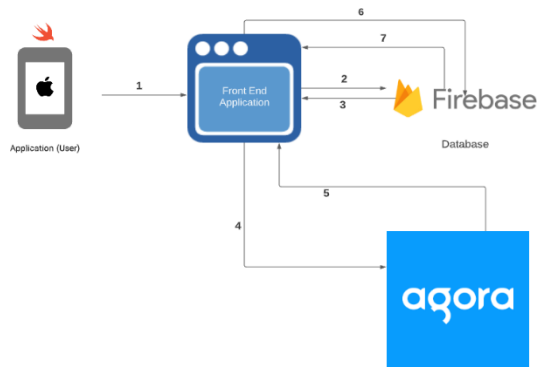 6
7
1
2
Front End
Application
3
Firebase
Application (User)
Database
5
4
agora